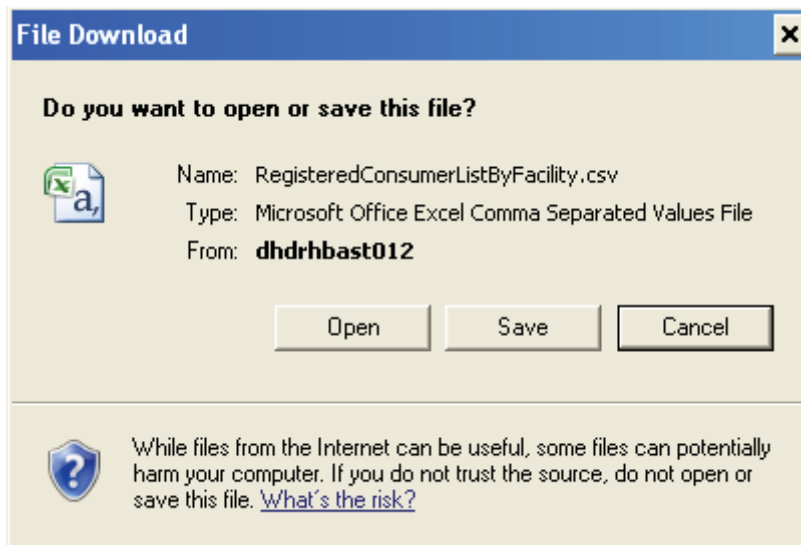 File Download
Do you want to open or save this file?
Name: RegisteredConsumerListByFacility.csv
Type: Microsoft Office Excel Comma Separated Values File
From: dhdrhbast012
Open Save Cancel
While files from the Internet can be useful, some files can potentially
harm your computer. If you do not trust the source, do not open or
save this file. What's the risk?